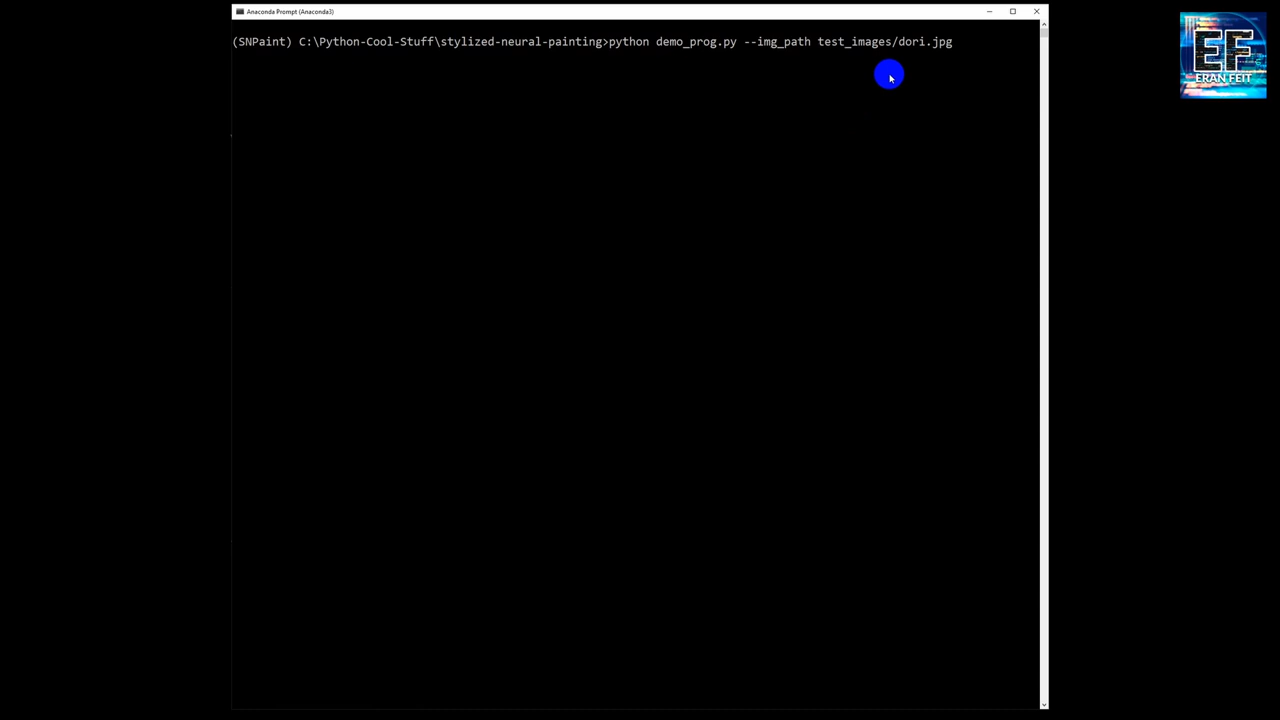 Anaconda Prompt (Anaconda3)
(SNPaint) C:\Python-Cool-Stuff\stylized-neural-painting>python demo_prog.py --img_path test_images/dori.jpg
EF
ERAN FEIT